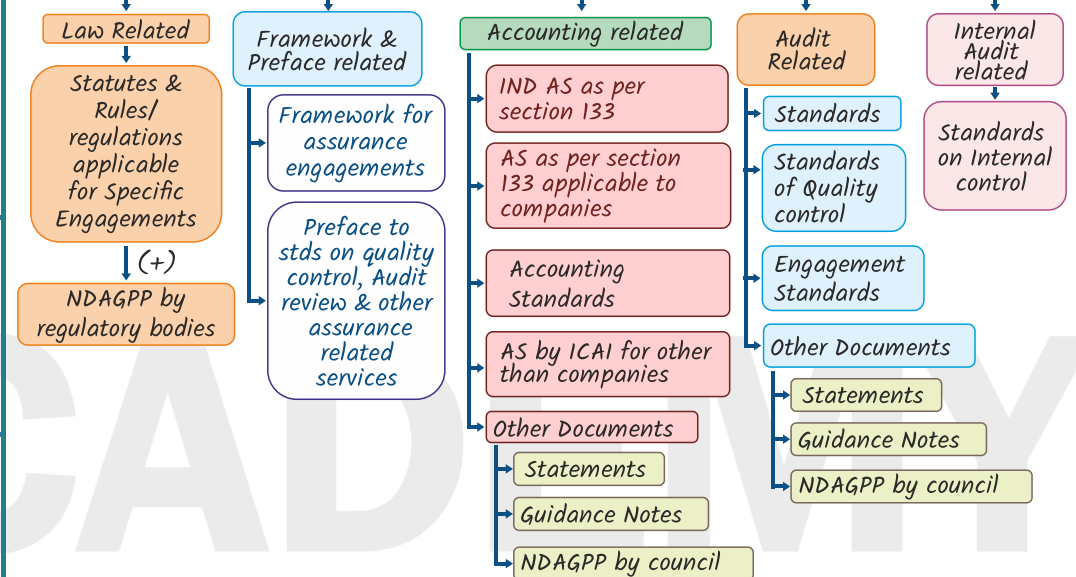 Law Related
Statutes &
Rules/
regulations
applicable
for Specific
Engagements
(+)
NDAGPP by
regulatory bodies
Framework &
Preface related
Framework for
assurance
engagements
Preface to
stds on quality
control, Audit
review & other
assurance
related
services
Accounting related
IND AS as per
section 133
AS as per section
133 applicable to
companies
Accounting
Standards
AS by ICAI for other
than companies
Other Documents
Statements
Guidance Notes
NDAGPP by council
Audit
Related
Standards
Standards
of Quality
control
Engagement
Standards
Other Documents
Statements
Guidance Notes
NDAGPP by council
Internal
Audit
related
Standards
on Internal
control
CADEMY